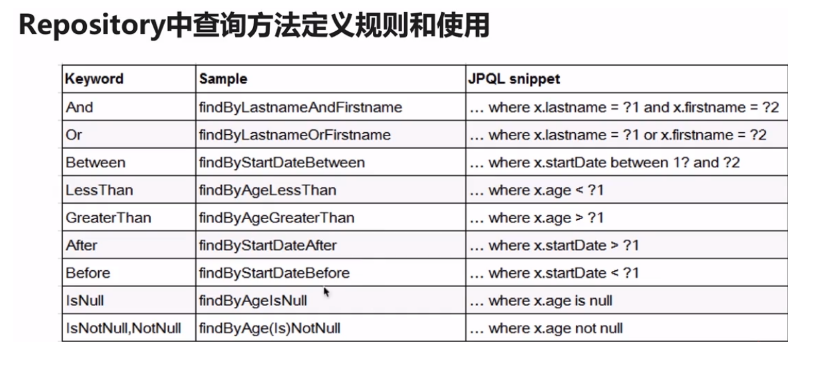 Repository中查询方法定义规则和使用
Keyword Sample JPQL snippet
And findByLastnameAndFirstname … where x.lastname = ?1 and x.firstname = ?2
Or findByLastnameOrFirstname … where x.lastname = ?1 or x.firstname = ?2
Between findByStartDateBetween … where x.startDate between 1? and ?2
LessThan findByAgeLessThan … where x.age < ?1
GreaterThan findByAgeGreaterThan … where x.age > ?1
After findByStartDateAfter … where x.startDate > ?1
Before findByStartDateBefore … where x.startDate < ?1
IsNull findByAgeIsNull … where x.age is null
IsNotNull,NotNull findByAge(Is)NotNull … where x.age not null